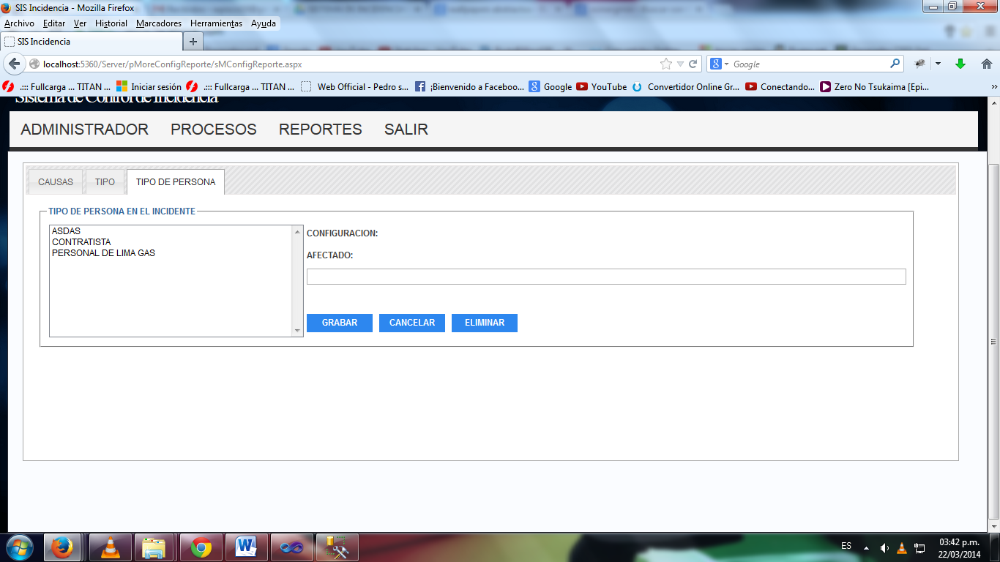 SIS Incidencia - Mozilla Firefox
Archivo Editar Ver Historial Marcadores Herramientas Ayuda
SIS Incidencia
localhost:5360/Server/pMoreConfigReporte/sMConfigReporte.aspx
Google
.::: Fullcarga ... TITAN ... Iniciar sesión .::: Fullcarga ... TITAN ... Web Official - Pedro s... ¡Bienvenido a Faceboo... Google YouTube Convertidor Online Gr... Conectando... Zero No Tsukaima [Epi... »
Sistema de Control de Incidencia
ADMINISTRADOR PROCESOS REPORTES SALIR
CAUSAS TIPO TIPO DE PERSONA
TIPO DE PERSONA EN EL INCIDENTE
ASDAS
CONTRATISTA
PERSONAL DE LIMA GAS
CONFIGURACION:
AFECTADO:
GRABAR CANCELAR ELIMINAR
ES
03:42 p.m.
22/03/2014